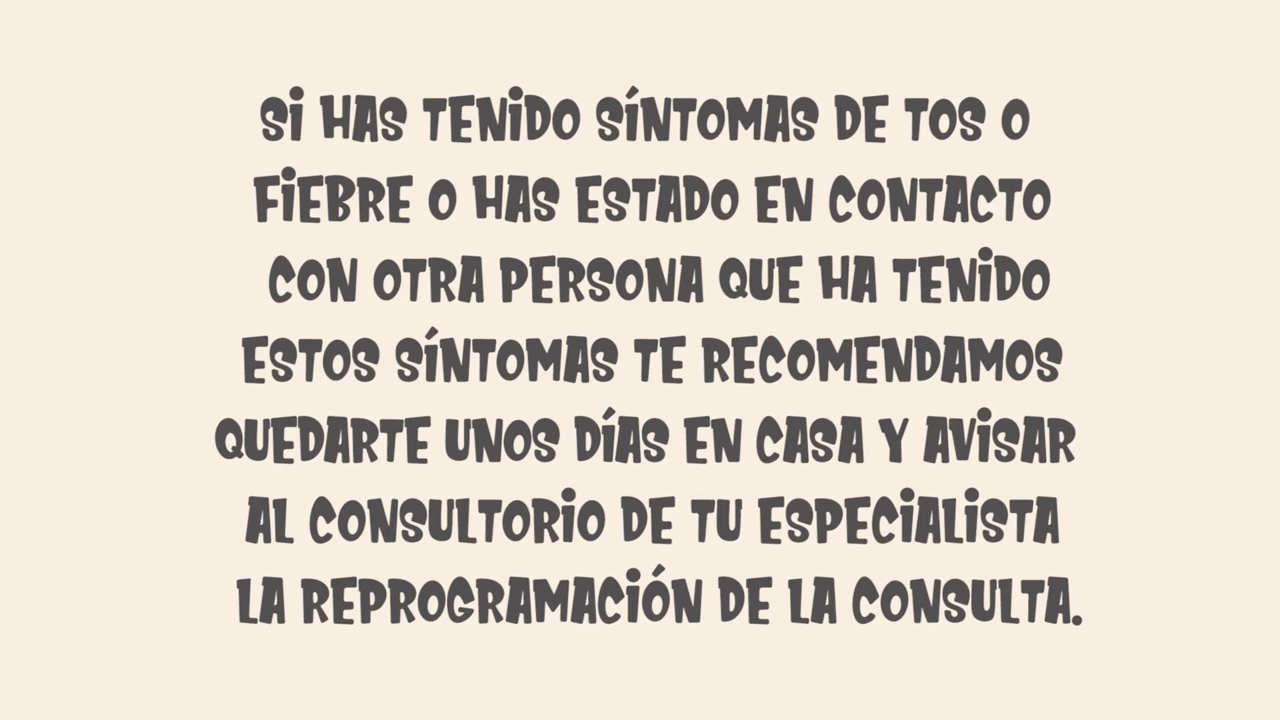 Si HAS TENiDO SÍNTOMAS DE TOS O
FiEBRE O HAS ESTADO EN CONTACTO
CON OTRA PERSONA QUE HA TENiDO
ESTOS SÍNTOMAS TE RECOMENDAMOS
QUEDARTE UNOS DÍAS EN CASA Y AViSAR
AL CONSULTORiO DE TU ESPECiALiSTA
LA REPROGRAMACiÓN DE LA CONSULTA.